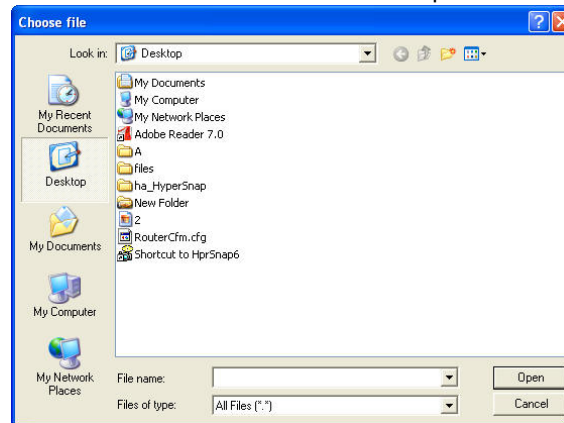 Choose file
Look in:
Desktop
My Recent
Documents
Desktop
My Documents
My Computer
My Network
Places
My Documents
My Computer
My Network Places
Adobe Reader 7.0
A
files
ha_HyperSnap
New Folder
2
RouterCfm.cfg
Shortcut to HprSnap6
File name:
Open
Files of type:
All Files (*.*)
Cancel